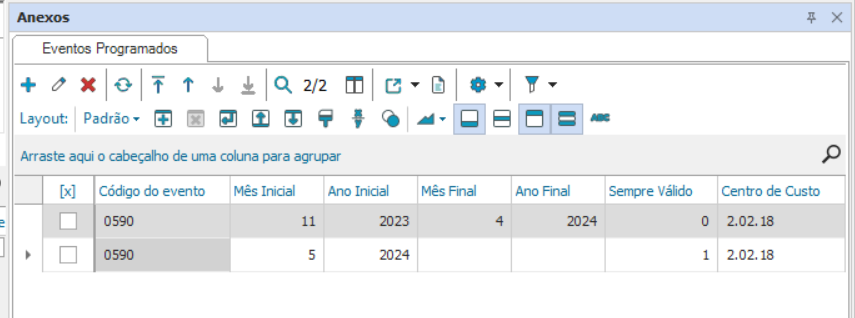 Anexos
Eventos Programados
2/2
Layout: Padrão ABC
Arraste aqui o cabeçalho de uma coluna para agrupar
[x] Código do evento Mês Inicial Ano Inicial Mês Final Ano Final Sempre Válido Centro de Custo
0590 11 2023 4 2024 0 2.02.18
0590 5 2024 1 2.02.18